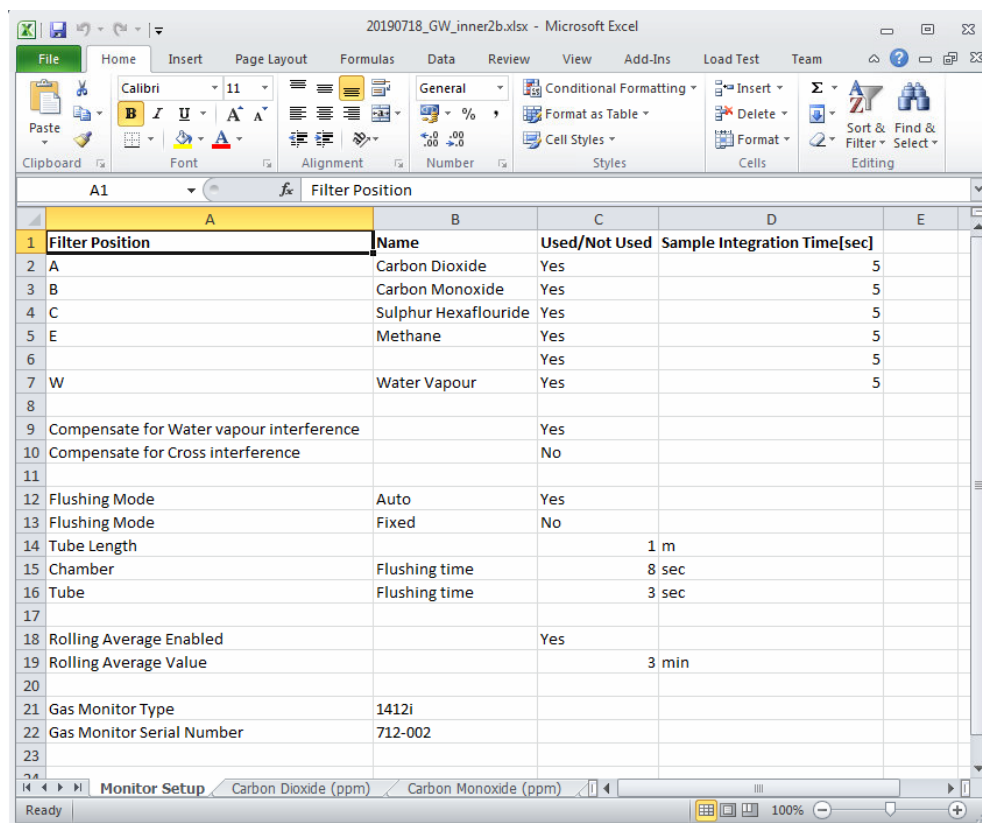 20190718_GW_inner2b.xlsx - Microsoft Excel
File Home Insert Page Layout Formulas Data Review View Add-Ins Load Test Team
Calibri 11 General Conditional Formatting Insert Σ
Paste B I U A A % , Format as Table Delete Sort & Filter Find & Select
A Cell Styles Format
Clipboard Font Alignment Number Styles Cells Editing
A1 fx Filter Position
A B C D E
1 Filter Position Name Used/Not Used Sample Integration Time[sec]
2 A Carbon Dioxide Yes 5
3 B Carbon Monoxide Yes 5
4 C Sulphur Hexaflouride Yes 5
5 E Methane Yes 5
6 Yes 5
7 W Water Vapour Yes 5
8
9 Compensate for Water vapour interference Yes
10 Compensate for Cross interference No
11
12 Flushing Mode Auto Yes
13 Flushing Mode Fixed No
14 Tube Length 1 m
15 Chamber Flushing time 8 sec
16 Tube Flushing time 3 sec
17
18 Rolling Average Enabled Yes
19 Rolling Average Value 3 min
20
21 Gas Monitor Type 1412i
22 Gas Monitor Serial Number 712-002
23
24
Monitor Setup Carbon Dioxide (ppm) Carbon Monoxide (ppm)
Ready 100%